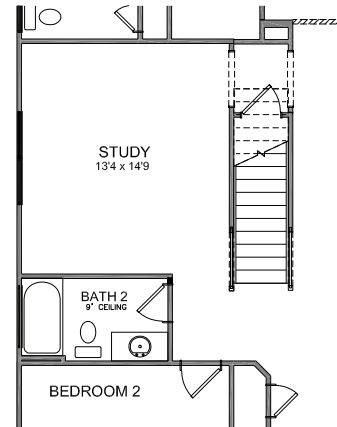 STUDY
13'4 x 14'9
BATH 2
9' CEILING
BEDROOM 2